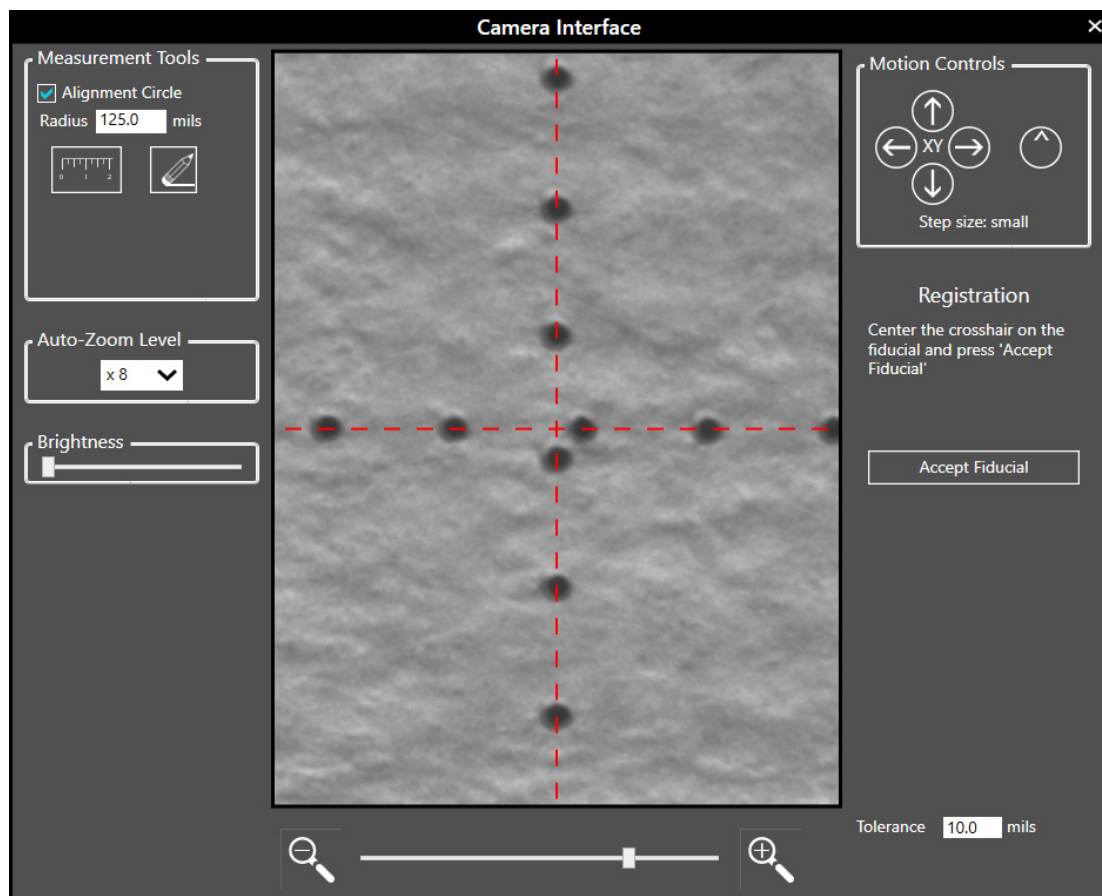 Camera Interface
Measurement Tools
Alignment Circle
Radius 125.0 mils
0 1 2
Auto-Zoom Level
x 8
Brightness
Motion Controls
XY
Step size: small
Registration
Center the crosshair on the
fiducial and press 'Accept
Fiducial'
Accept Fiducial
Tolerance 10.0 mils